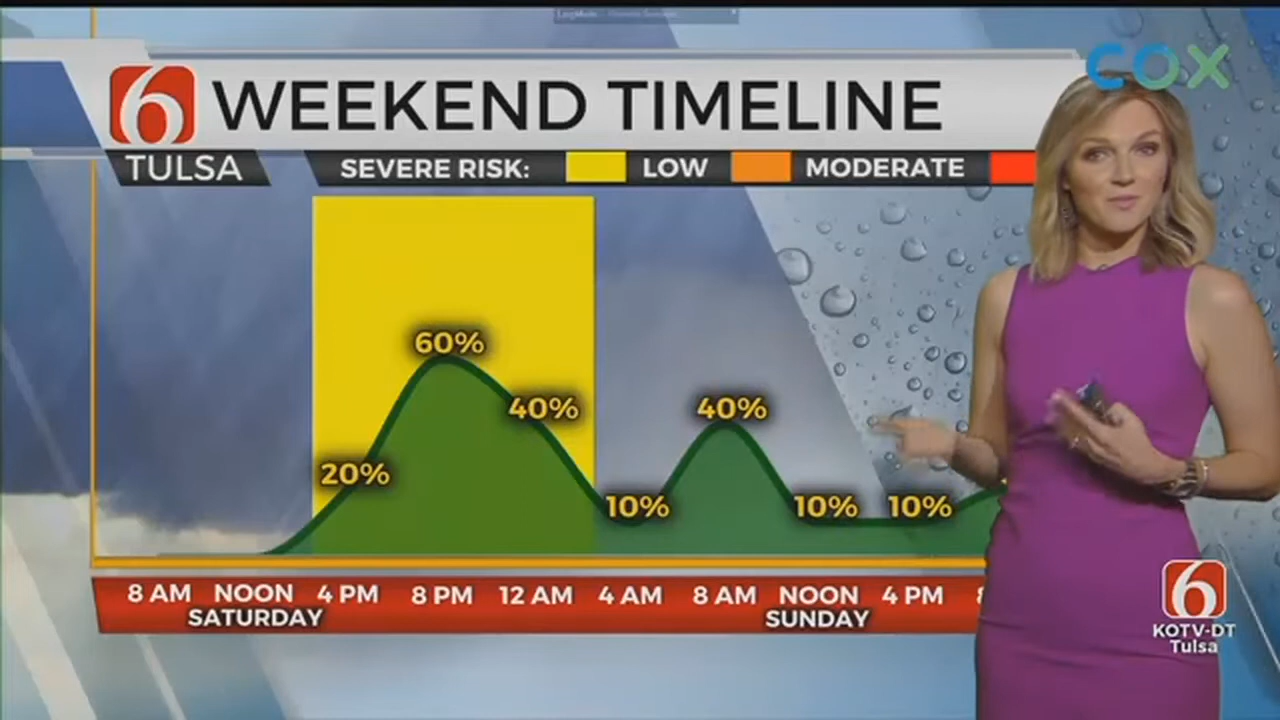 COX
6 WEEKEND TIMELINE
TULSA SEVERE RISK: LOW MODERATE
60%
40%
40%
20%
10% 10% 10%
8 AM NOON 4 PM 8 PM 12 AM 4 AM 8 AM NOON 4 PM
SATURDAY SUNDAY
6
KOTV-DT
Tulsa